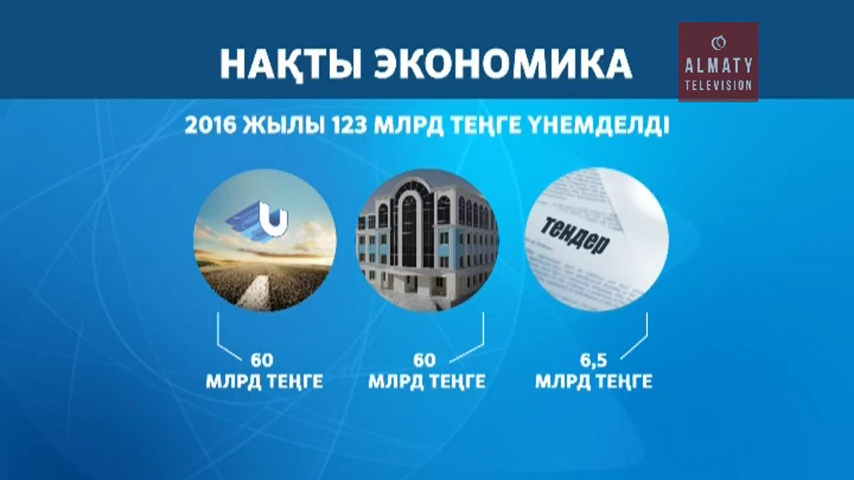 НАҚТЫ ЭКОНОМИКА
ALMATY
TELEVISION
2016 ЖЫЛЫ 123 МЛРД ТЕҢГЕ ҮНЕМДЕЛДІ
U
тендер
60
МЛРД ТЕҢГЕ
60
МЛРД ТЕҢГЕ
6,5
МЛРД ТЕҢГЕ